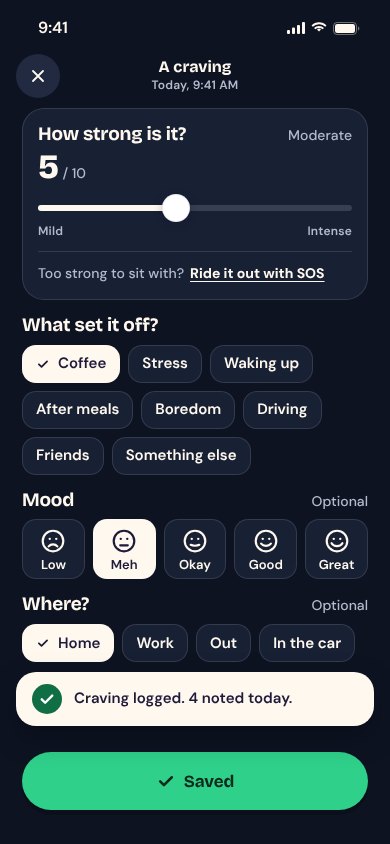 9:41
A craving
Today, 9:41 AM
How strong is it? Moderate
5 / 10
Mild Intense
Too strong to sit with? Ride it out with SOS
What set it off?
Coffee Stress Waking up
After meals Boredom Driving
Friends Something else
Mood Optional
Low Meh Okay Good Great
Where? Optional
Home Work Out In the car
Craving logged. 4 noted today.
Saved